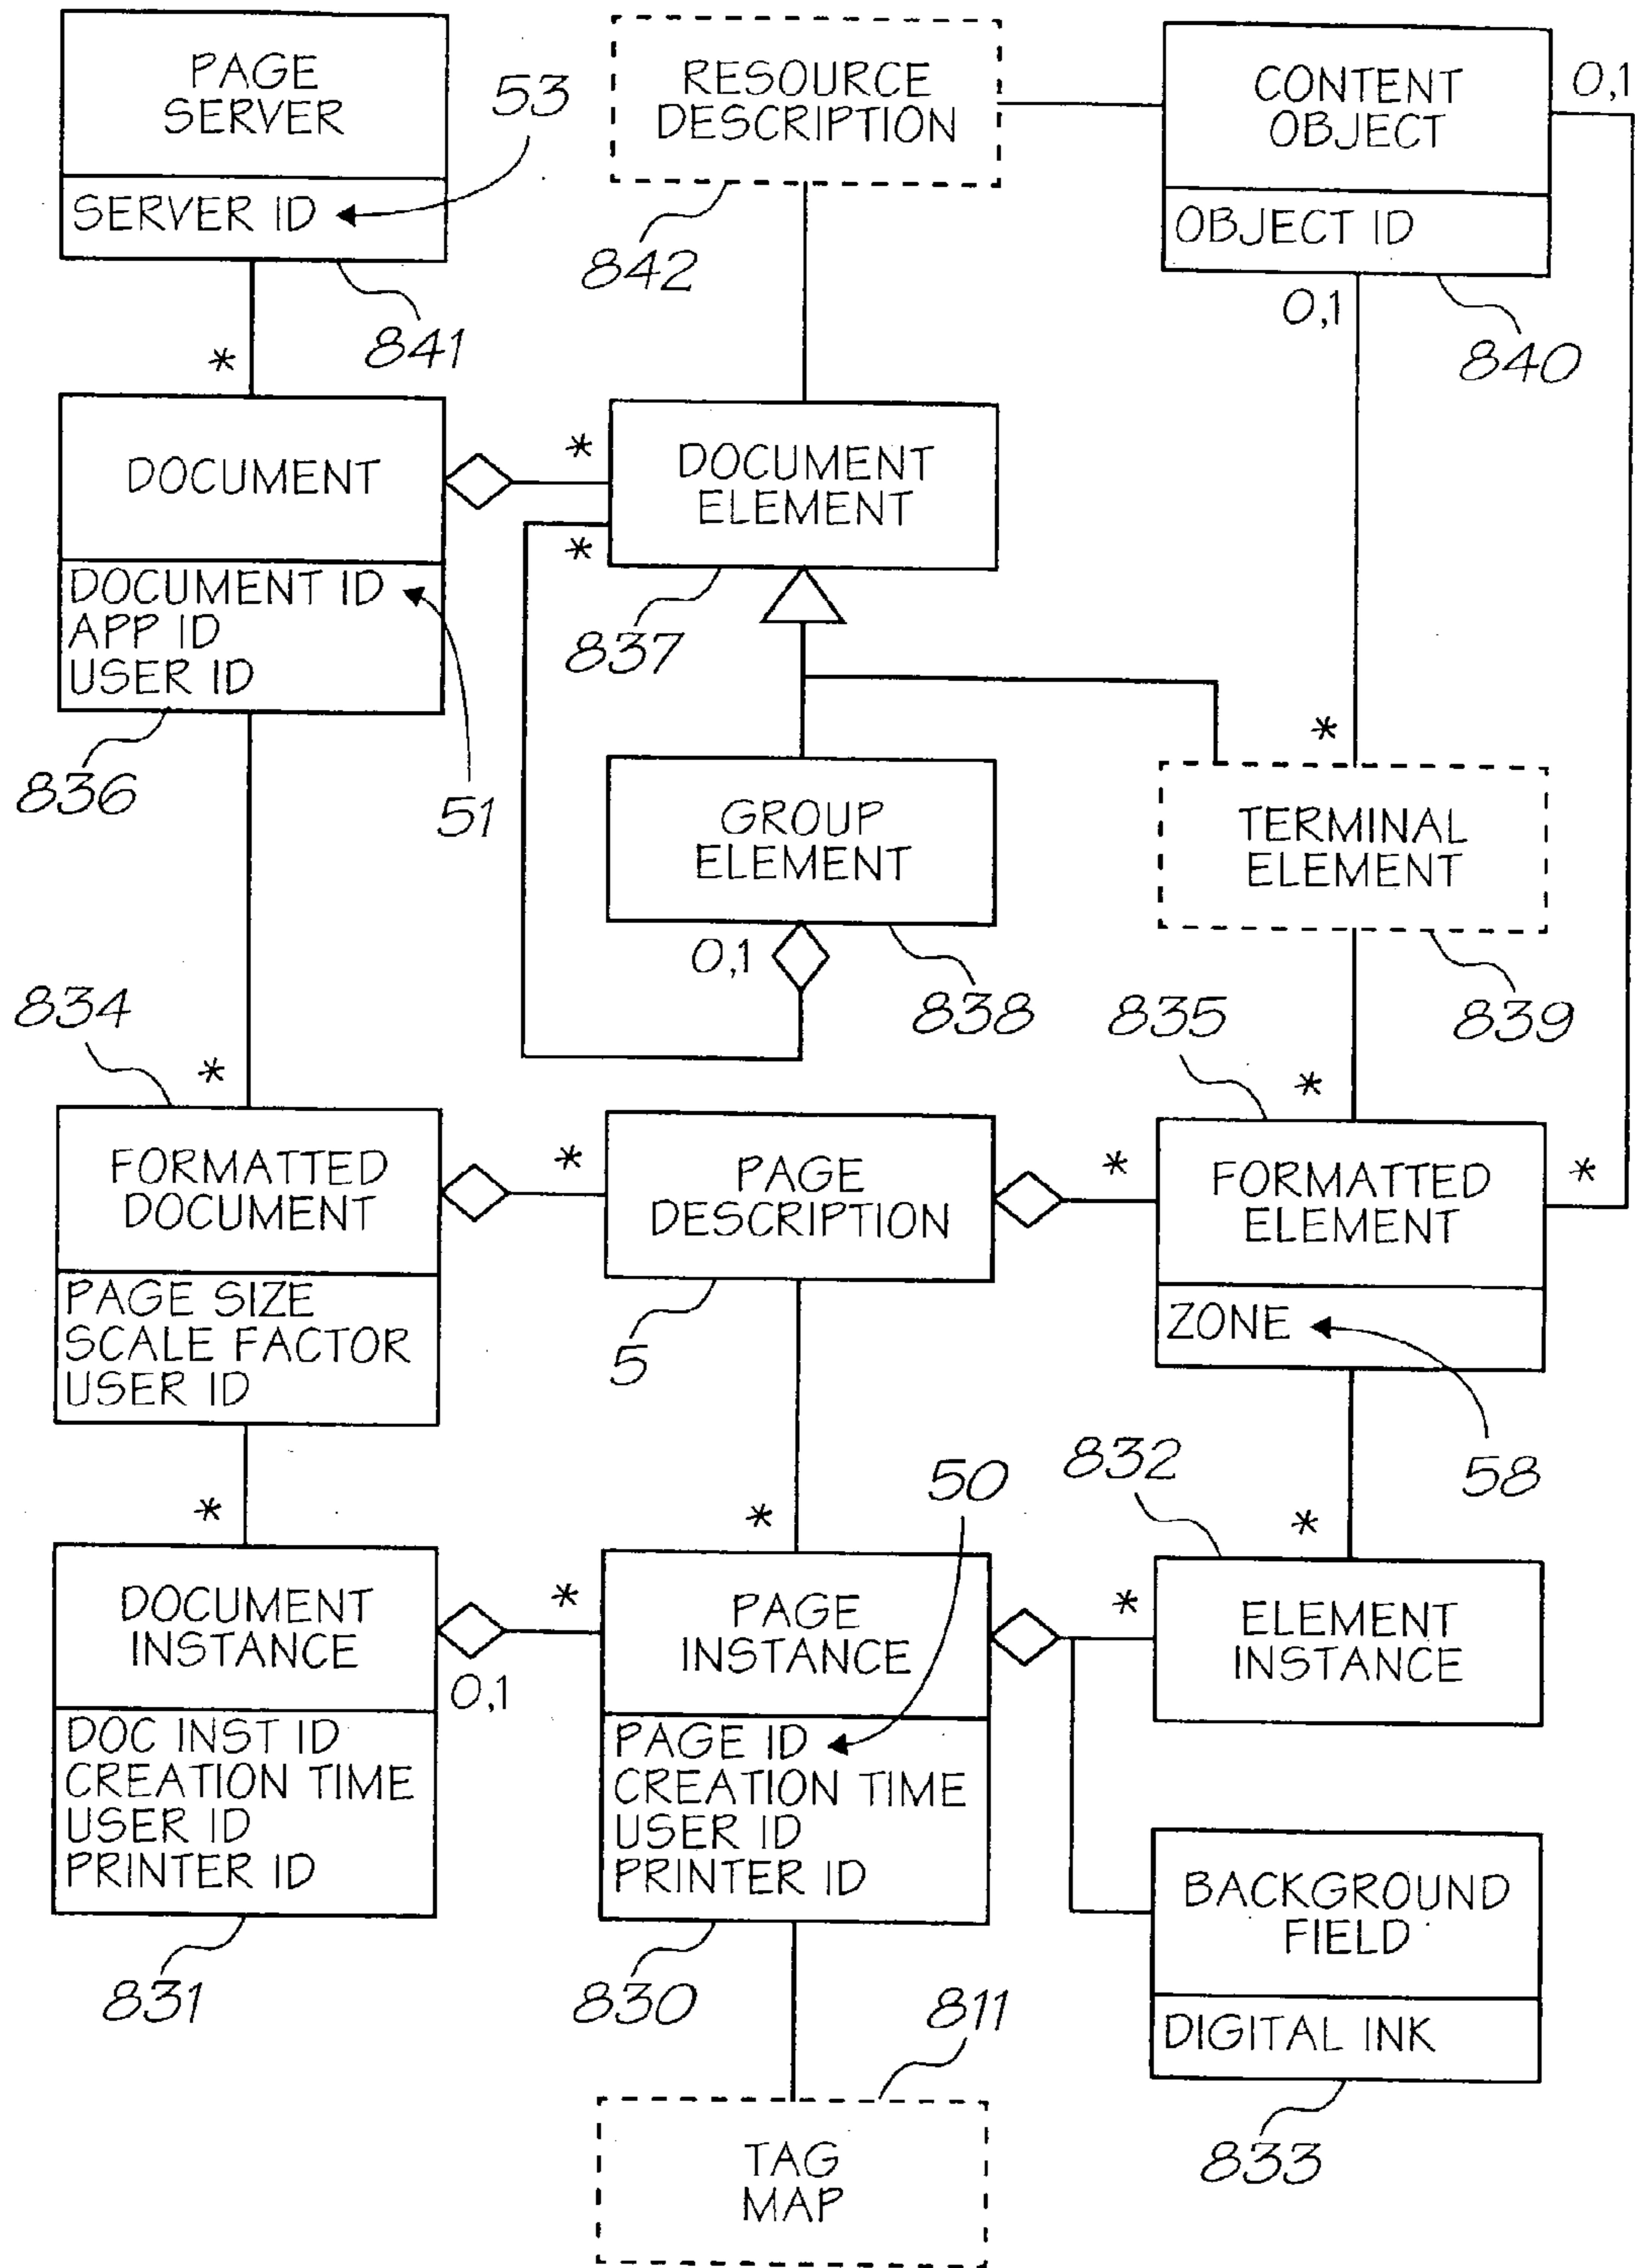 PAGE
SERVER
SERVER ID
53
841
RESOURCE
DESCRIPTION
842
CONTENT
OBJECT
OBJECT ID
0,1
0,1
840
*
DOCUMENT
DOCUMENT ID
APP ID
USER ID
51
836
*
*
DOCUMENT
ELEMENT
837
GROUP
ELEMENT
0,1
838
*
TERMINAL
ELEMENT
839
834
*
FORMATTED
DOCUMENT
PAGE SIZE
SCALE FACTOR
USER ID
*
PAGE
DESCRIPTION
5
835
*
*
*
FORMATTED
ELEMENT
ZONE
58
*
DOCUMENT
INSTANCE
DOC INST ID
CREATION TIME
USER ID
PRINTER ID
831
0,1
*
*
50
PAGE
INSTANCE
PAGE ID
CREATION TIME
USER ID
PRINTER ID
830
832
*
*
ELEMENT
INSTANCE
BACKGROUND
FIELD
DIGITAL INK
833
811
TAG
MAP